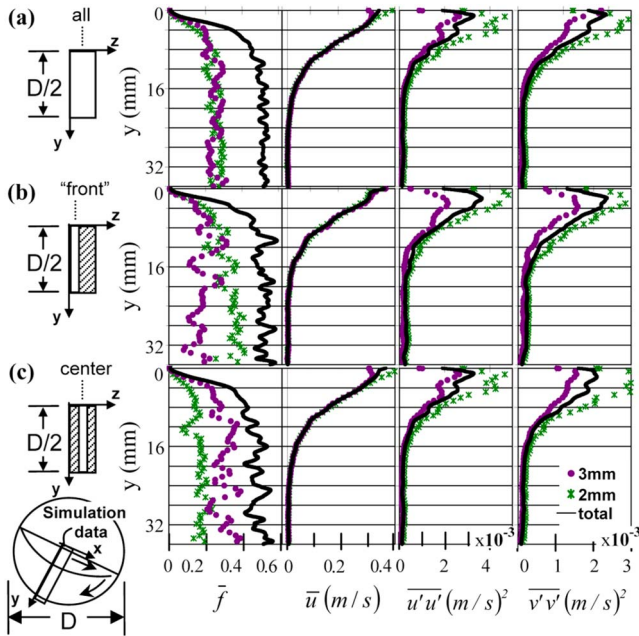 (a)
all
z
D/2
y
y (mm)
0
16
32
(b)
"front"
z
D/2
y
y (mm)
0
16
32
(c)
center
z
D/2
y
y (mm)
0
16
32
3mm
2mm
total
Simulation
data
x
y
D
0 0.2 0.4 0.6
0 0.2 0.4
0 2 4 x10⁻³
0 1 2 3 x10⁻³
f̅
u̅ (m / s)
u'u' (m / s)²
v'v' (m / s)²